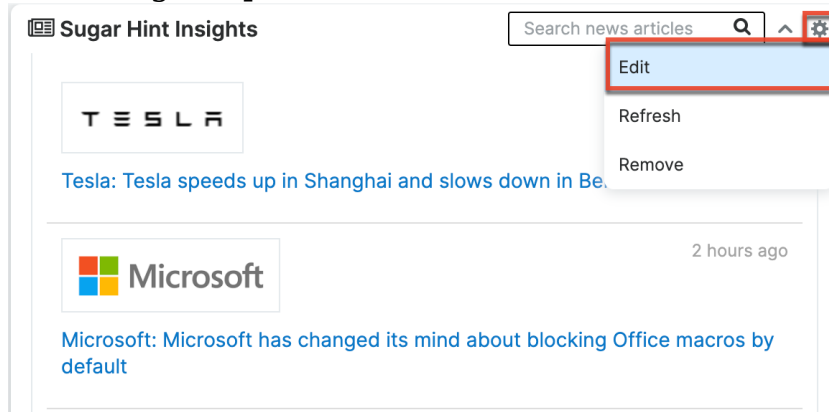 Sugar Hint Insights
Search news articles
Edit
Refresh
Remove
TESLA
Tesla: Tesla speeds up in Shanghai and slows down in Be
2 hours ago
Microsoft
Microsoft: Microsoft has changed its mind about blocking Office macros by
default